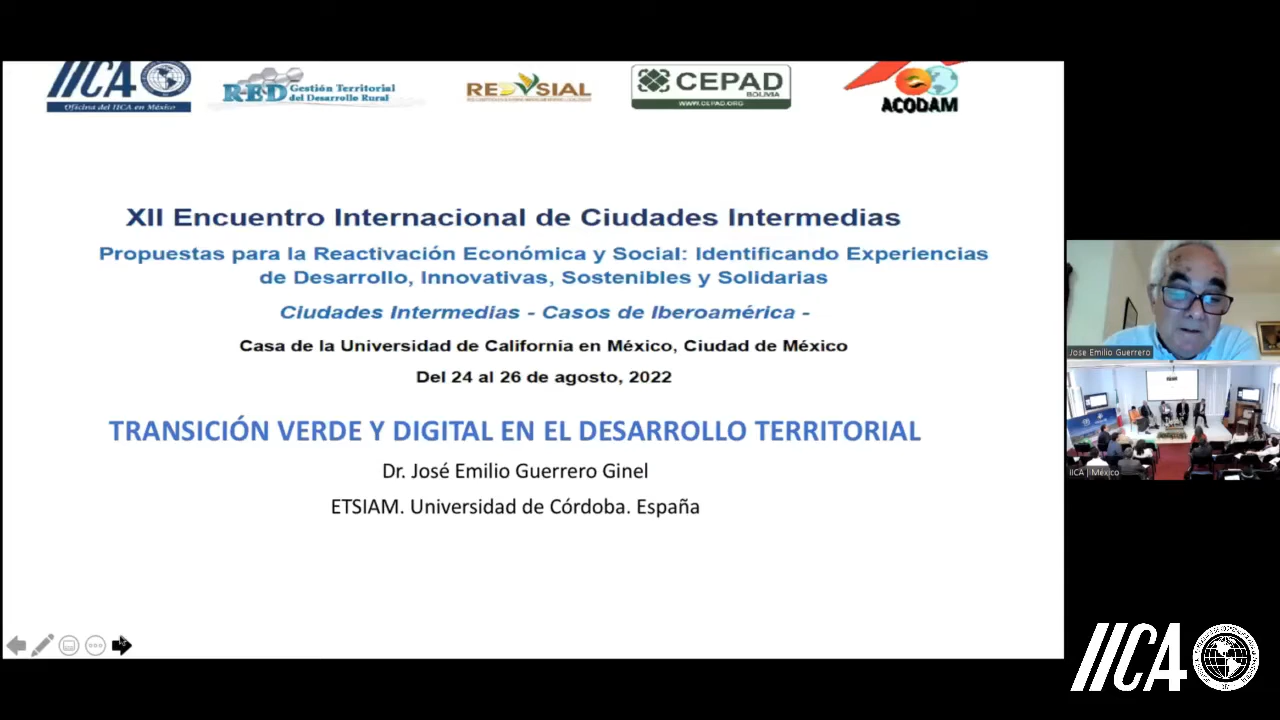 IICA
Oficina del IICA en México
RED Gestión Territorial
del Desarrollo Rural
RED SIAL
CEPAD
BOLIVIA
WWW.CEPAD.ORG
ACODAM
XII Encuentro Internacional de Ciudades Intermedias
Propuestas para la Reactivación Económica y Social: Identificando Experiencias
de Desarrollo, Innovativas, Sostenibles y Solidarias
Ciudades Intermedias - Casos de Iberoamérica -
Casa de la Universidad de California en México, Ciudad de México
Del 24 al 26 de agosto, 2022
TRANSICIÓN VERDE Y DIGITAL EN EL DESARROLLO TERRITORIAL
Dr. José Emilio Guerrero Ginel
ETSIAM. Universidad de Córdoba. España
Jose Emilio Guerrero
IICA | México
IICA